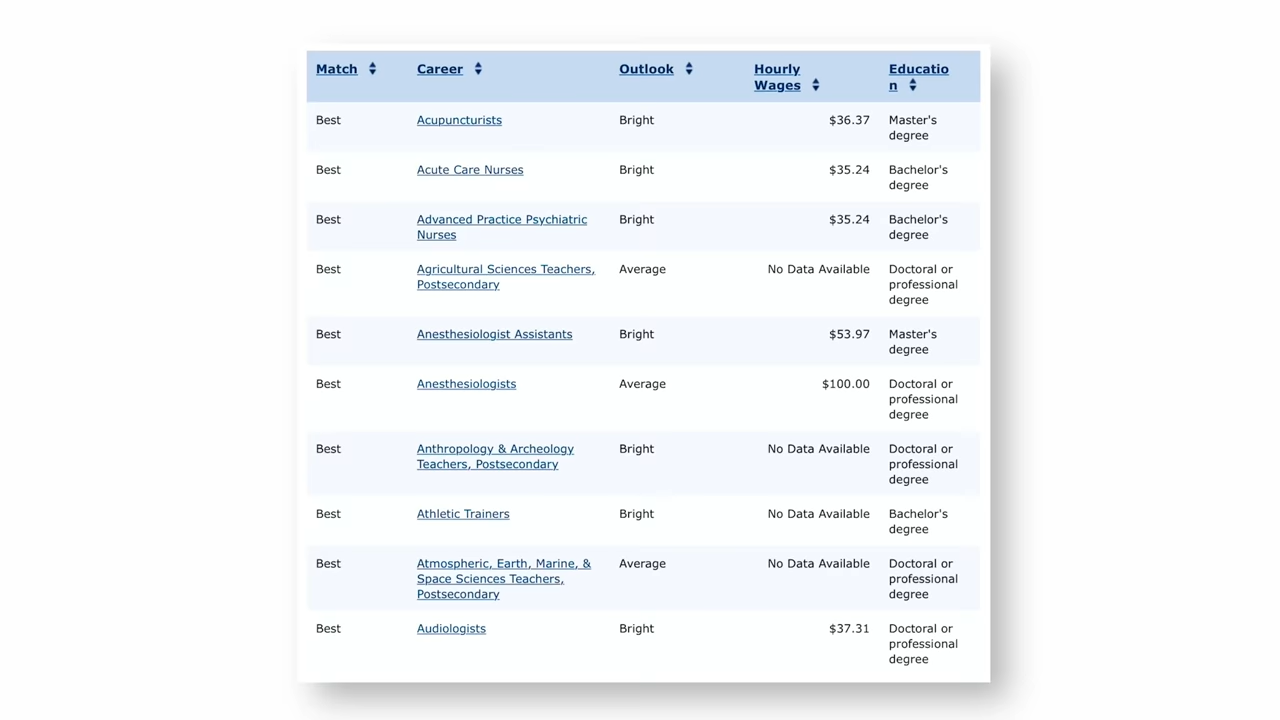 Match Career Outlook Hourly Wages Education
Best Acupuncturists Bright $36.37 Master's degree
Best Acute Care Nurses Bright $35.24 Bachelor's degree
Best Advanced Practice Psychiatric Nurses Bright $35.24 Bachelor's degree
Best Agricultural Sciences Teachers, Postsecondary Average No Data Available Doctoral or professional degree
Best Anesthesiologist Assistants Bright $53.97 Master's degree
Best Anesthesiologists Average $100.00 Doctoral or professional degree
Best Anthropology & Archeology Teachers, Postsecondary Bright No Data Available Doctoral or professional degree
Best Athletic Trainers Bright No Data Available Bachelor's degree
Best Atmospheric, Earth, Marine, & Space Sciences Teachers, Postsecondary Average No Data Available Doctoral or professional degree
Best Audiologists Bright $37.31 Doctoral or professional degree